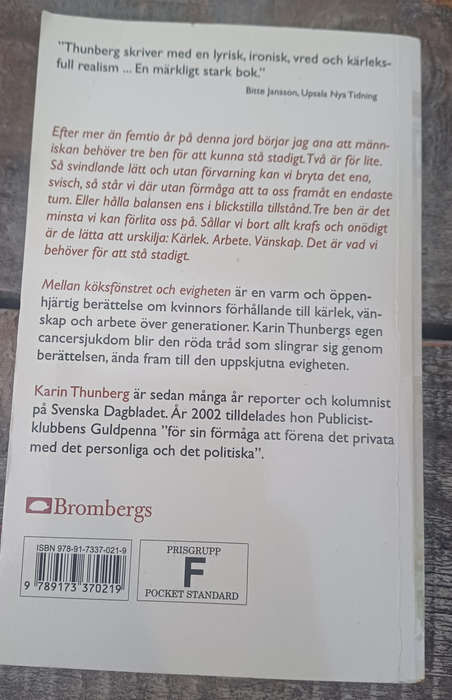 "Thunberg skriver med en lyrisk, ironisk, vred och kärleks-
full realism ... En märkligt stark bok."
Bitte Jansson, Upsala Nya Tidning
Efter mer än femtio år på denna jord börjar jag ana att männ-
iskan behöver tre ben för att kunna stå stadigt. Två är för lite.
Så svindlande lätt och utan förvarning kan vi bryta det ena,
svisch, så står vi där utan förmåga att ta oss framåt en endaste
tum. Eller hålla balansen ens i blickstilla tillstånd. Tre ben är det
minsta vi kan förlita oss på. Sållar vi bort allt krafs och onödigt
är de lätta att urskilja: Kärlek. Arbete. Vänskap. Det är vad vi
behöver för att stå stadigt.
Mellan köksfönstret och evigheten är en varm och öppen-
hjärtig berättelse om kvinnors förhållande till kärlek, vän-
skap och arbete över generationer. Karin Thunbergs egen
cancersjukdom blir den röda tråd som slingrar sig genom
berättelsen, ända fram till den uppskjutna evigheten.
Karin Thunberg är sedan många år reporter och kolumnist
på Svenska Dagbladet. År 2002 tilldelades hon Publicist-
klubbens Guldpenna "för sin förmåga att förena det privata
med det personliga och det politiska".
Brombergs
ISBN 978-91-7337-021-9
9 789173 370219
PRISGRUPP
F
POCKET STANDARD